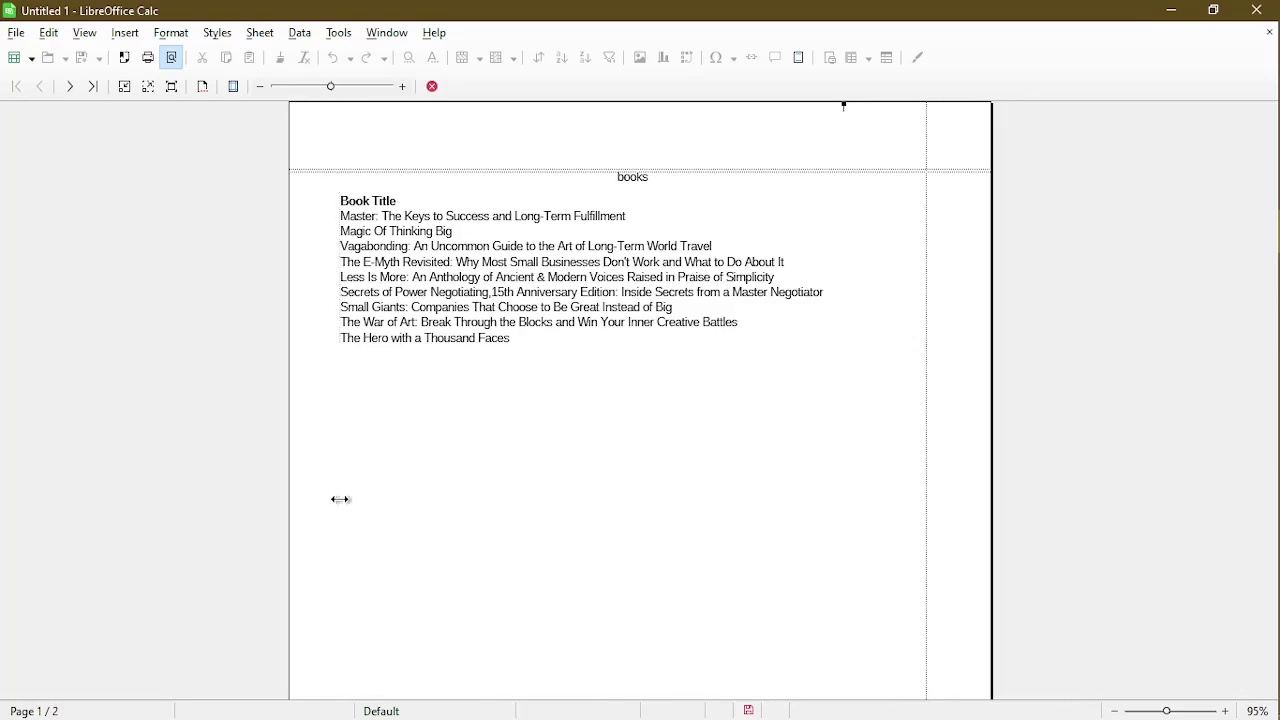 Untitled 1 - LibreOffice Calc
File Edit View Insert Format Styles Sheet Data Tools Window Help
books
Book Title
Master: The Keys to Success and Long-Term Fulfillment
Magic Of Thinking Big
Vagabonding: An Uncommon Guide to the Art of Long-Term World Travel
The E-Myth Revisited: Why Most Small Businesses Don't Work and What to Do About It
Less Is More: An Anthology of Ancient & Modern Voices Raised in Praise of Simplicity
Secrets of Power Negotiating,15th Anniversary Edition: Inside Secrets from a Master Negotiator
Small Giants: Companies That Choose to Be Great Instead of Big
The War of Art: Break Through the Blocks and Win Your Inner Creative Battles
The Hero with a Thousand Faces
Page 1 / 2 Default 95%